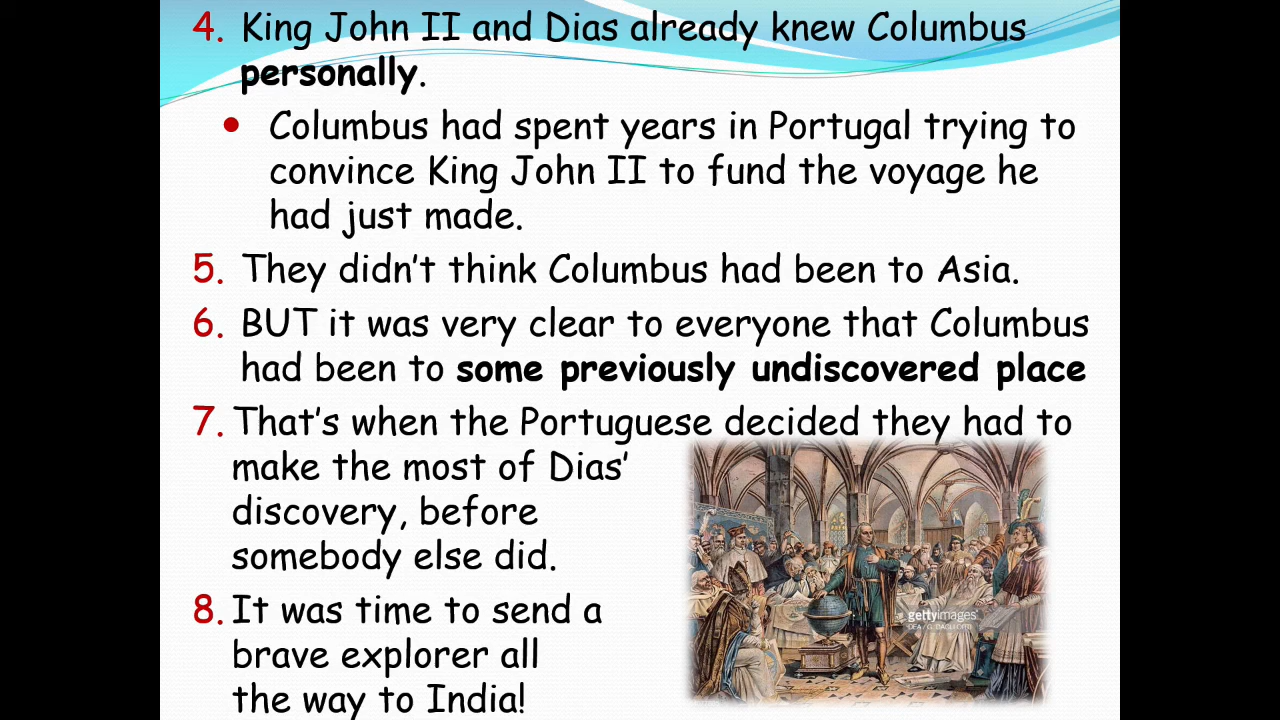 4. King John II and Dias already knew Columbus
personally.
• Columbus had spent years in Portugal trying to
convince King John II to fund the voyage he
had just made.
5. They didn't think Columbus had been to Asia.
6. BUT it was very clear to everyone that Columbus
had been to some previously undiscovered place
7. That's when the Portuguese decided they had to
make the most of Dias'
discovery, before
somebody else did.
8. It was time to send a
brave explorer all
the way to India!
gettyimages
DEA / G. DAGLI ORTI